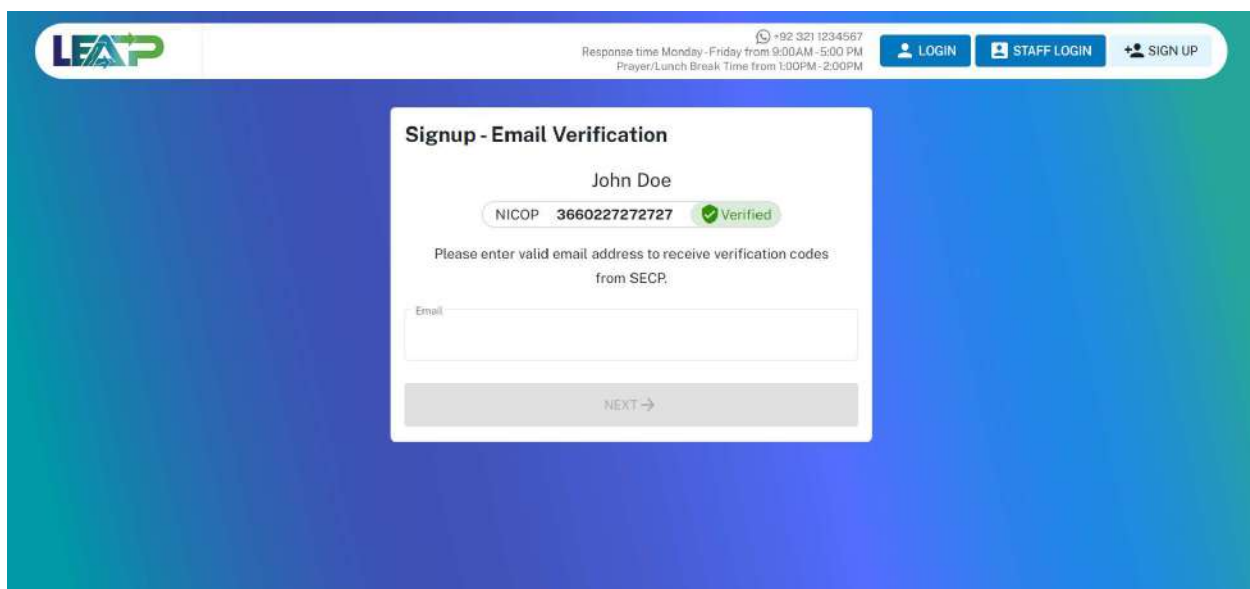 LEAP
+92 321 1234567
Response time Monday-Friday from 9:00AM-5:00 PM
Prayer/Lunch Break Time from 1:00PM-2:00PM
LOGIN
STAFF LOGIN
SIGN UP
Signup - Email Verification
John Doe
NICOP 3660227272727 Verified
Please enter valid email address to receive verification codes
from SECP.
Email
NEXT →